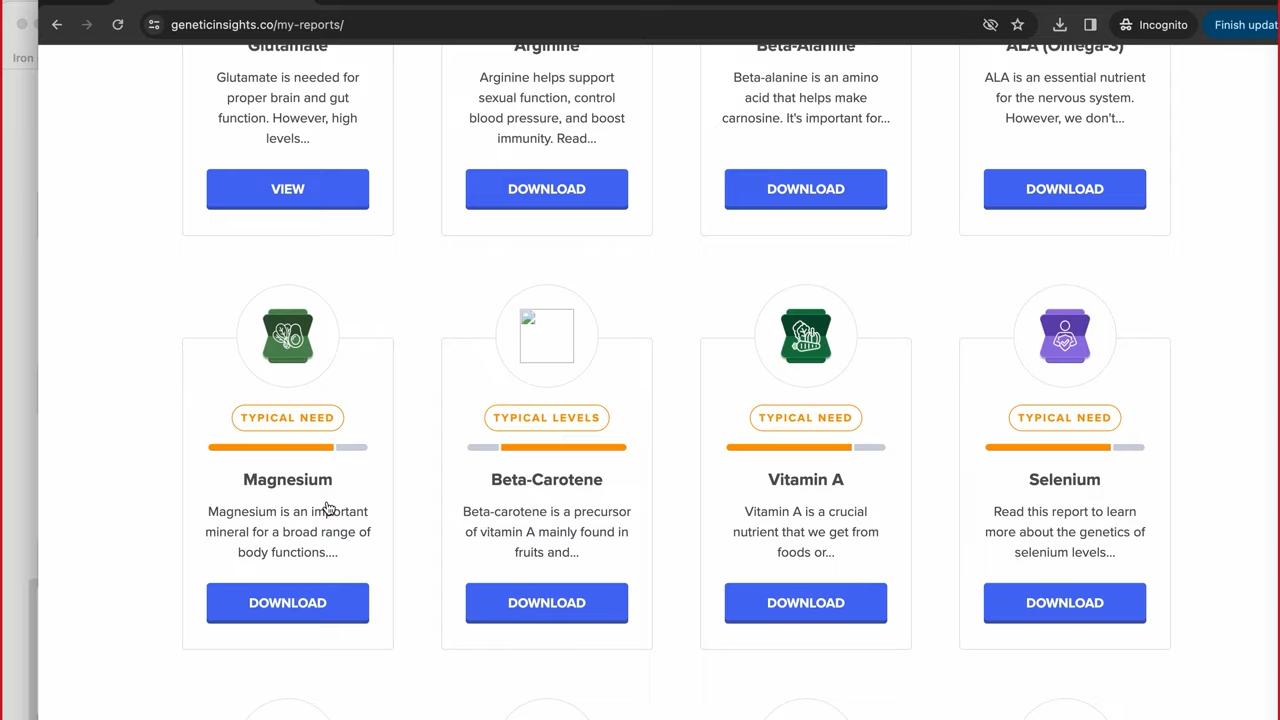 geneticinsights.co/my-reports/
Incognito
Finish updat
Iron
Glutamate
Arginine
Beta-Alanine
ALA (Omega-3)
Glutamate is needed for
proper brain and gut
function. However, high
levels...
Arginine helps support
sexual function, control
blood pressure, and boost
immunity. Read...
Beta-alanine is an amino
acid that helps make
carnosine. It's important for...
ALA is an essential nutrient
for the nervous system.
However, we don't...
VIEW
DOWNLOAD
DOWNLOAD
DOWNLOAD
TYPICAL NEED
Magnesium
Magnesium is an important
mineral for a broad range of
body functions....
DOWNLOAD
TYPICAL LEVELS
Beta-Carotene
Beta-carotene is a precursor
of vitamin A mainly found in
fruits and...
DOWNLOAD
TYPICAL NEED
Vitamin A
Vitamin A is a crucial
nutrient that we get from
foods or...
DOWNLOAD
TYPICAL NEED
Selenium
Read this report to learn
more about the genetics of
selenium levels...
DOWNLOAD